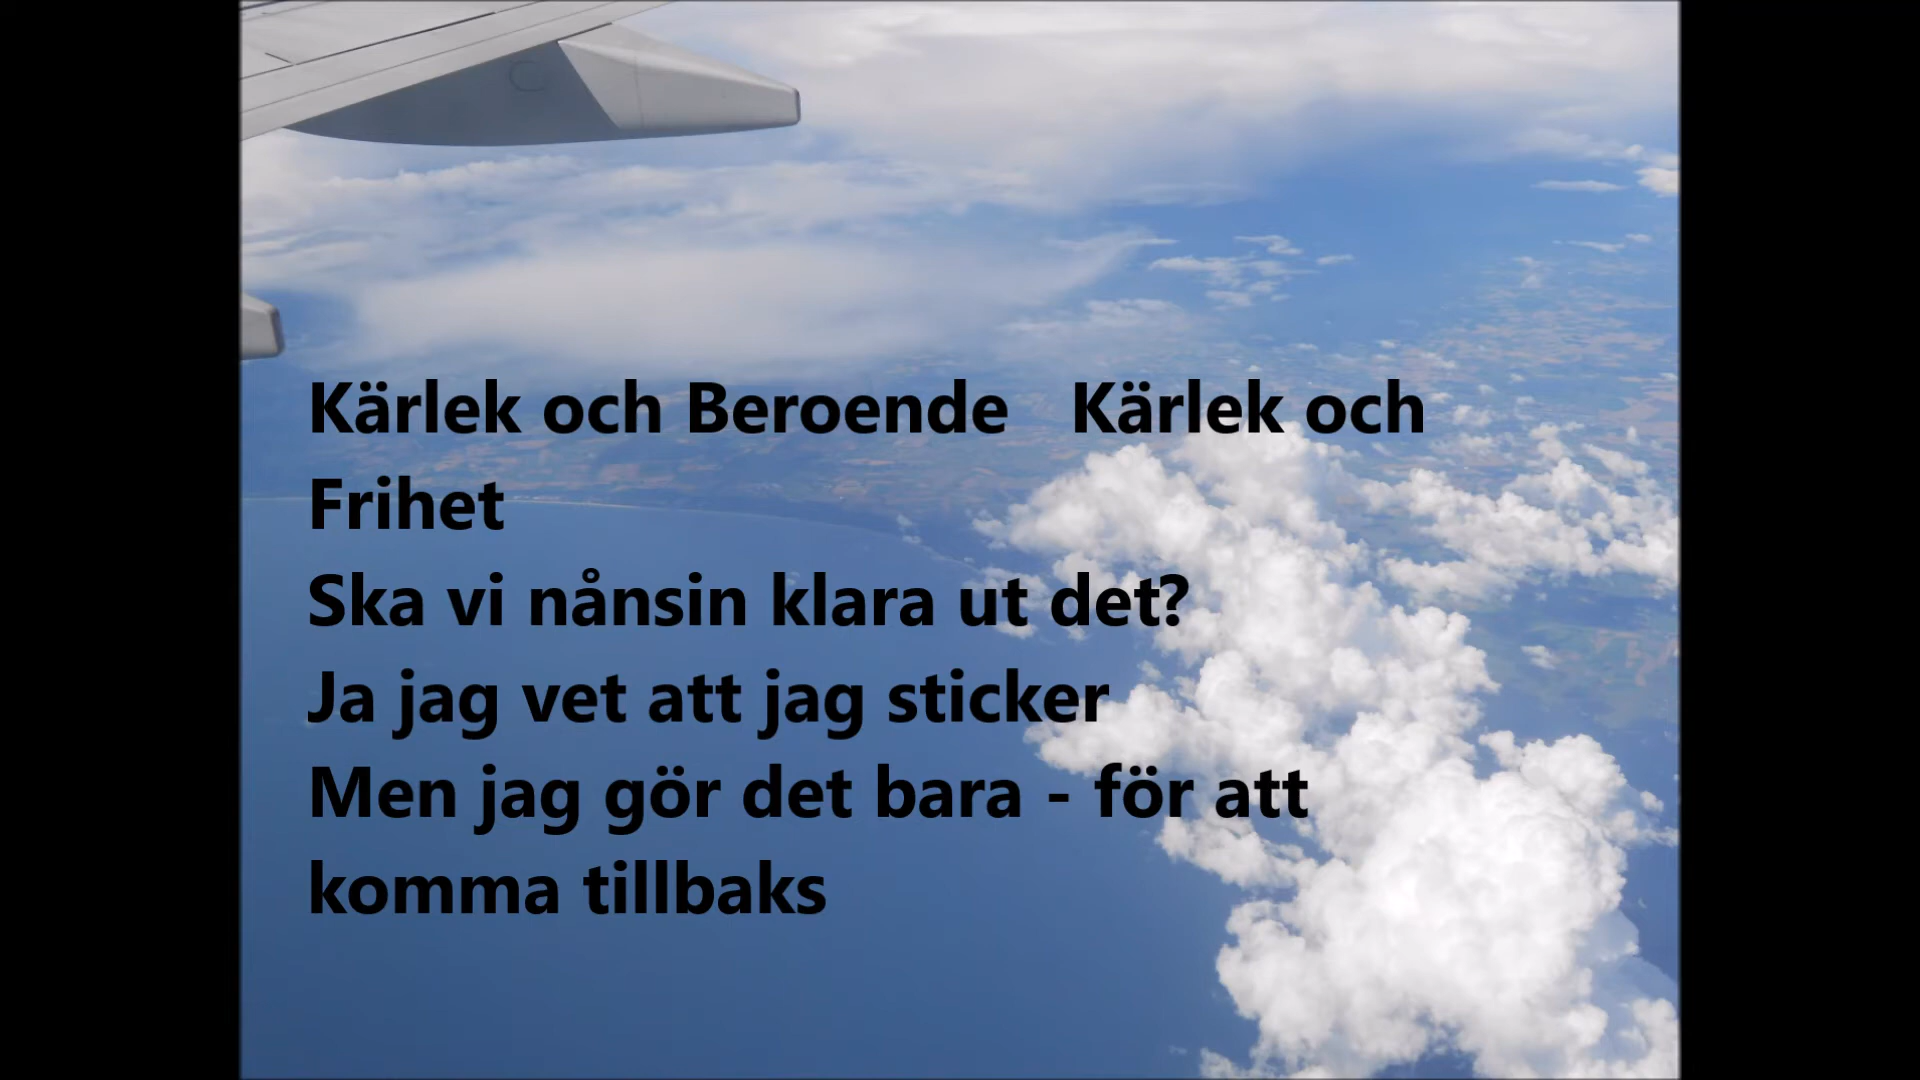 Kärlek och Beroende   Kärlek och
Frihet
Ska vi nånsin klara ut det?
Ja jag vet att jag sticker
Men jag gör det bara - för att
komma tillbaks